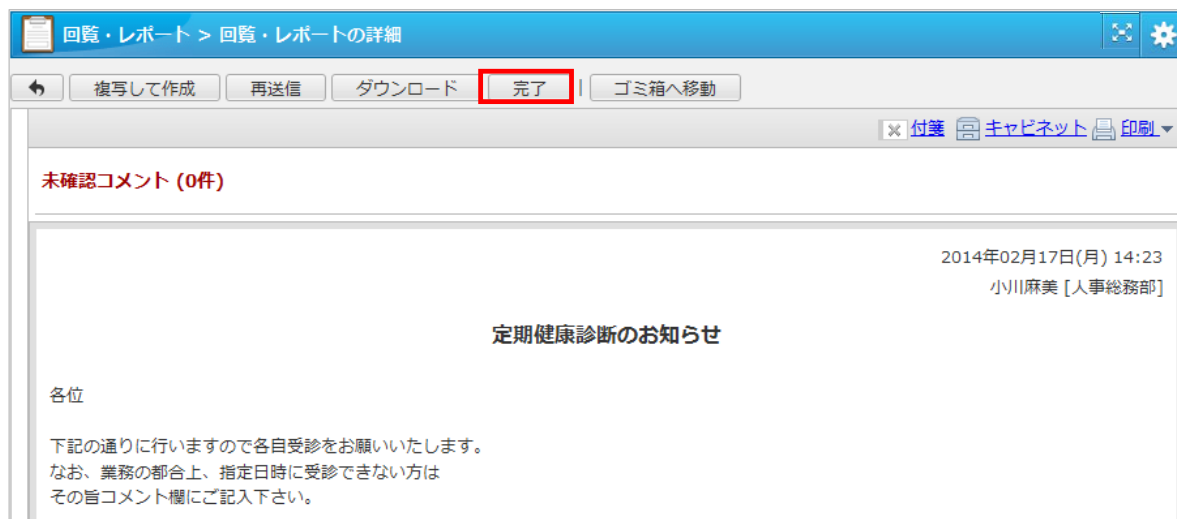 回覧・レポート > 回覧・レポートの詳細
複写して作成 再送信 ダウンロード 完了 | ゴミ箱へ移動
付箋 キャビネット 印刷
未確認コメント (0件)
2014年02月17日(月) 14:23
小川麻美 [人事総務部]
定期健康診断のお知らせ
各位
下記の通りに行いますので各自受診をお願いいたします。
なお、業務の都合上、指定日時に受診できない方は
その旨コメント欄にご記入下さい。